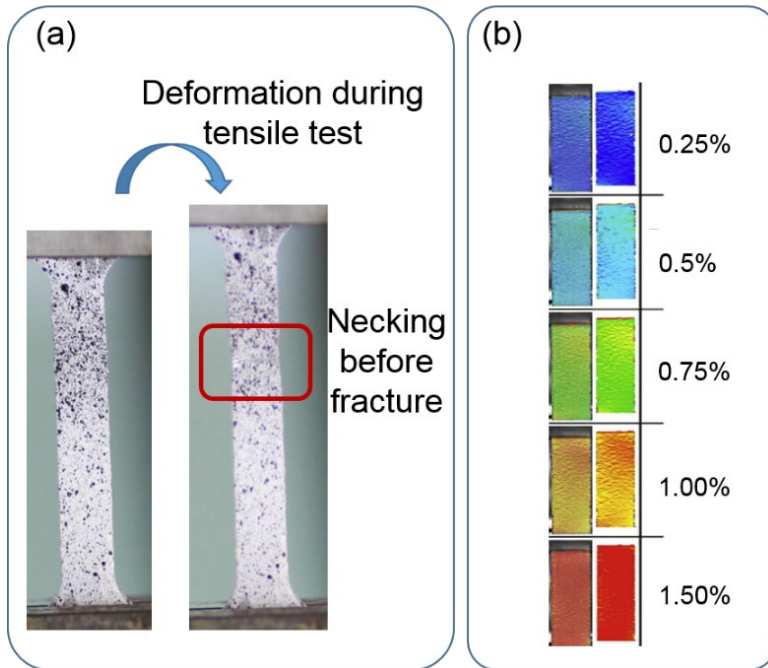 (a)
Deformation during
tensile test
Necking
before
fracture
(b)
0.25%
0.5%
0.75%
1.00%
1.50%